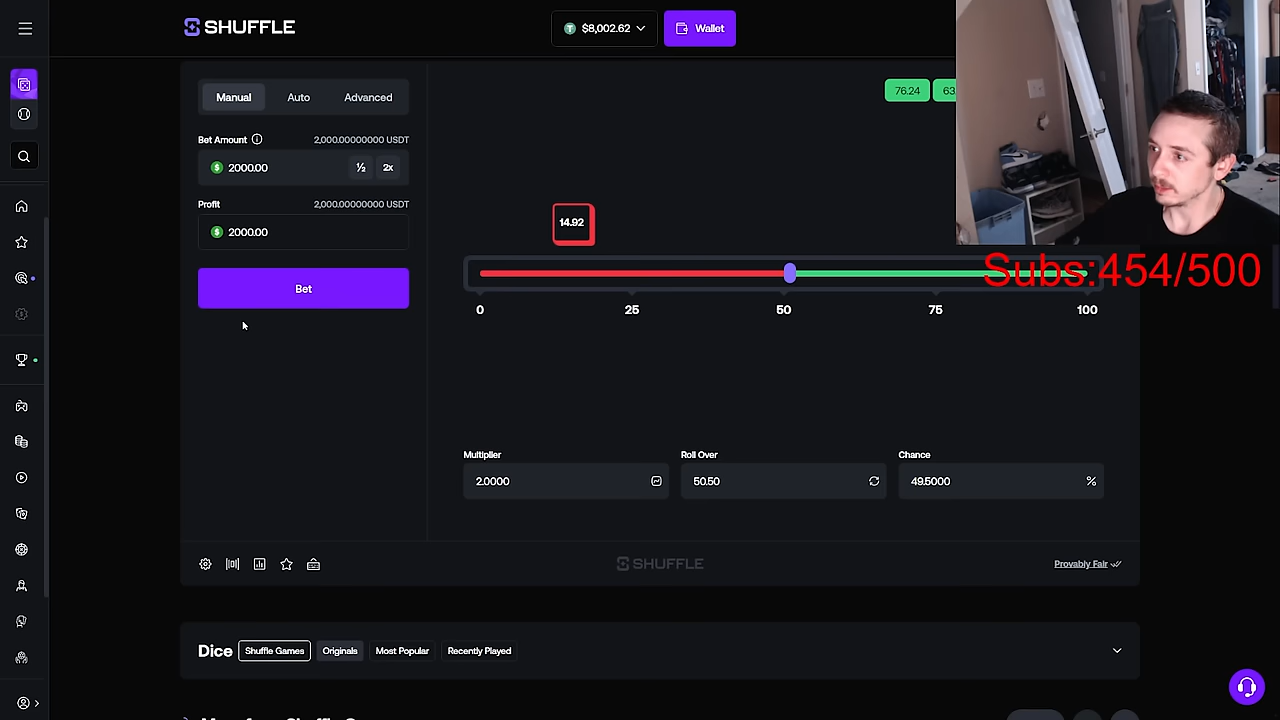 SHUFFLE
$8,002.62
Wallet
Manual
Auto
Advanced
76.24
63
Bet Amount
2,000.00000000 USDT
2000.00
½
2x
Profit
2,000.00000000 USDT
2000.00
Bet
14.92
Subs:454/500
0
25
50
75
100
Multiplier
Roll Over
Chance
2.0000
50.50
49.5000
%
SHUFFLE
Provably Fair
Dice
Shuffle Games
Originals
Most Popular
Recently Played